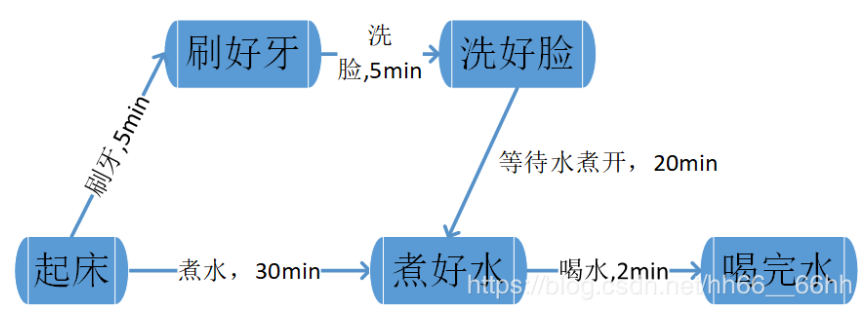 刷好牙
洗
脸,5min
洗好脸
刷牙,5min
等待水煮开，20min
起床
煮水，30min
煮好水
喝水,2min
喝完水
https://blog.csdn.net/hh66__66hh